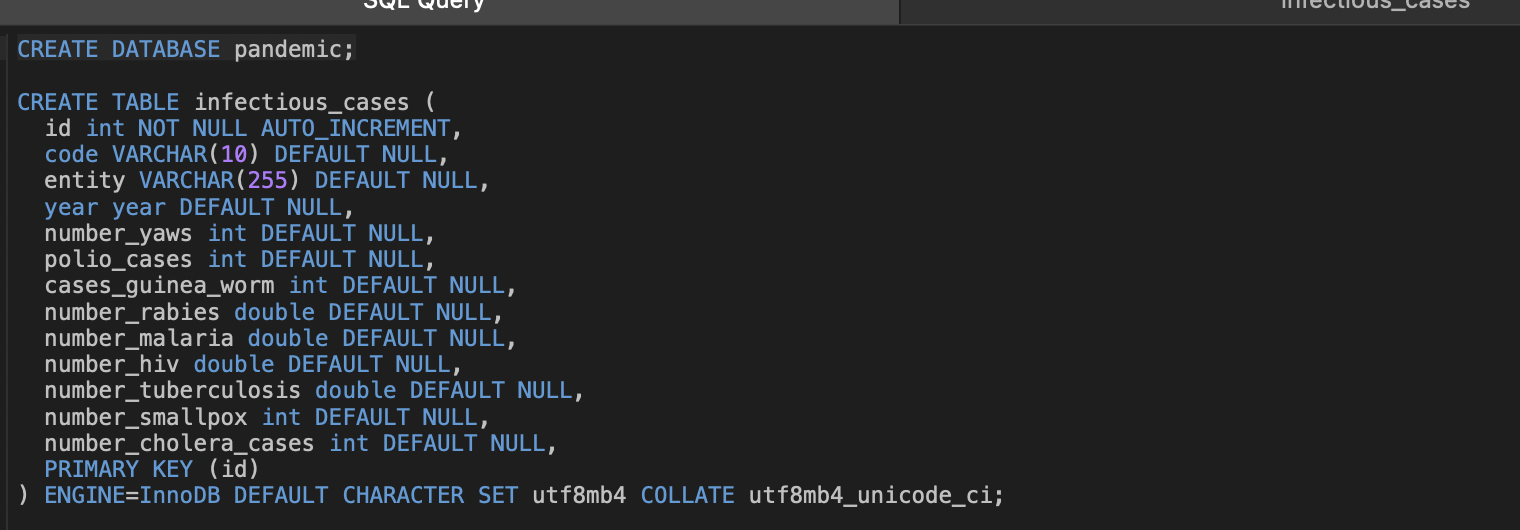 SQL Query
infectious_cases
CREATE DATABASE pandemic;
CREATE TABLE infectious_cases (
id int NOT NULL AUTO_INCREMENT,
code VARCHAR(10) DEFAULT NULL,
entity VARCHAR(255) DEFAULT NULL,
year year DEFAULT NULL,
number_yaws int DEFAULT NULL,
polio_cases int DEFAULT NULL,
cases_guinea_worm int DEFAULT NULL,
number_rabies double DEFAULT NULL,
number_malaria double DEFAULT NULL,
number_hiv double DEFAULT NULL,
number_tuberculosis double DEFAULT NULL,
number_smallpox int DEFAULT NULL,
number_cholera_cases int DEFAULT NULL,
PRIMARY KEY (id)
) ENGINE=InnoDB DEFAULT CHARACTER SET utf8mb4 COLLATE utf8mb4_unicode_ci;